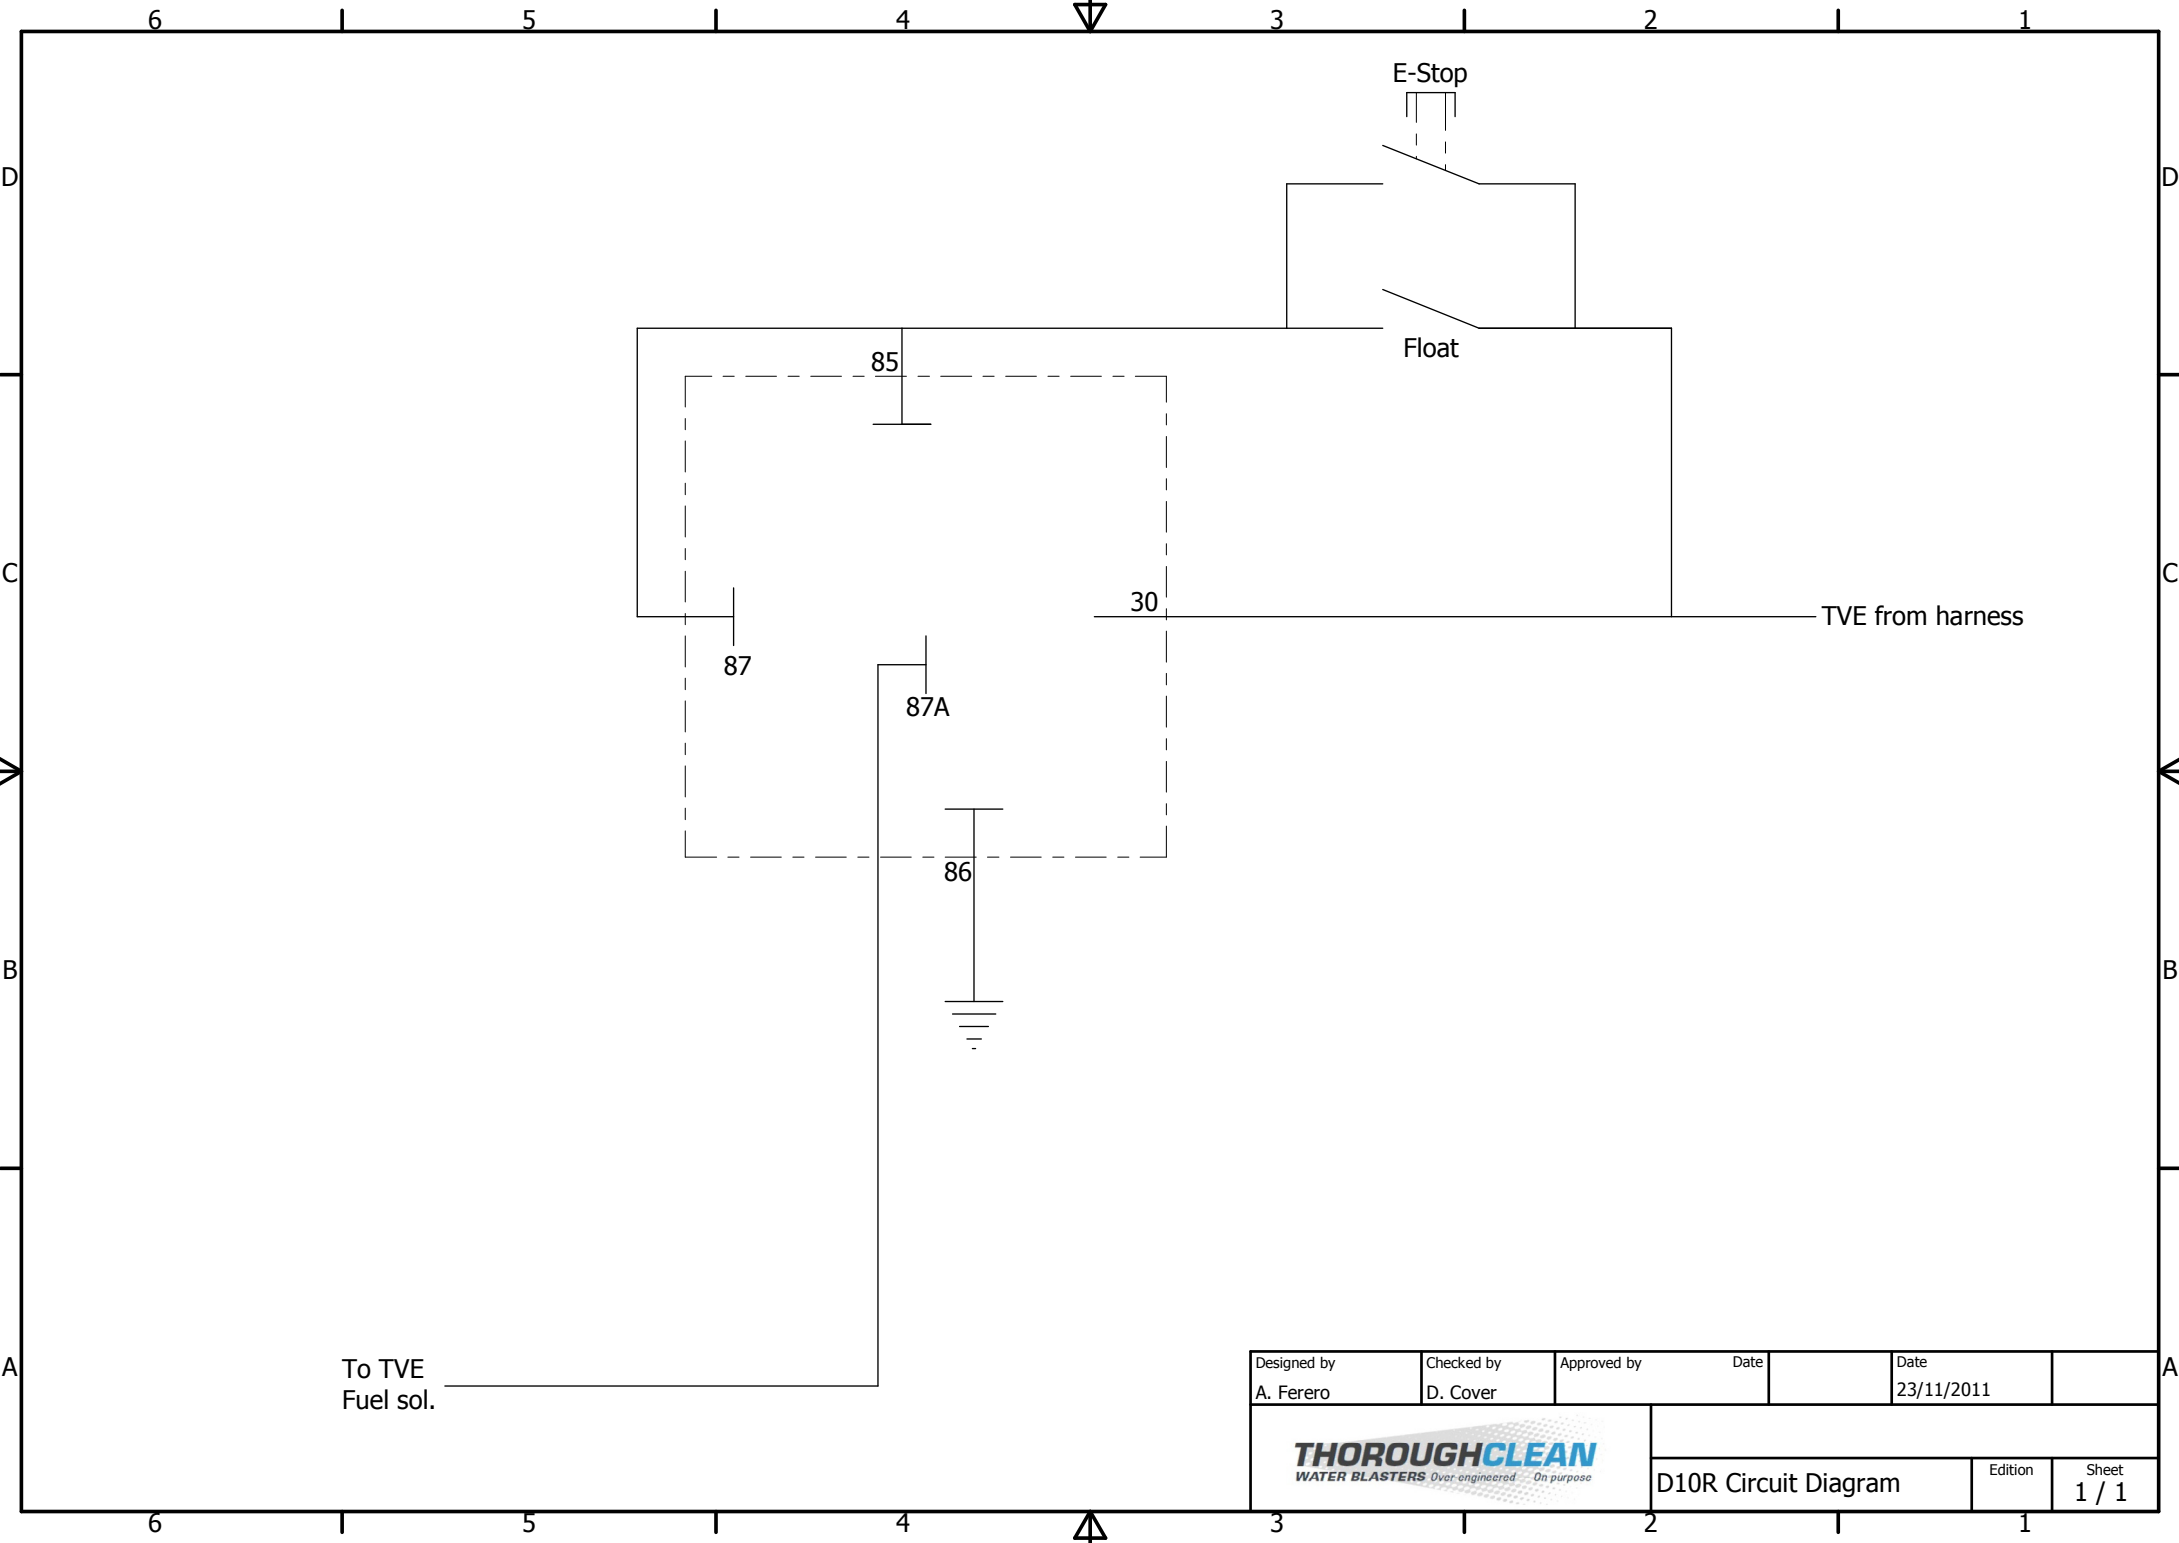 6 5 4 3 2 1
E-Stop
D D
Float
85
C C
30
TVE from harness
87
87A
86
B B
A A
To TVE
Fuel sol.
Designed by Checked by Approved by Date Date
A. Ferero D. Cover 23/11/2011
THOROUGHCLEAN
WATER BLASTERS Over-engineered On purpose
D10R Circuit Diagram
Edition
Sheet
1 / 1
6 5 4 3 2 1